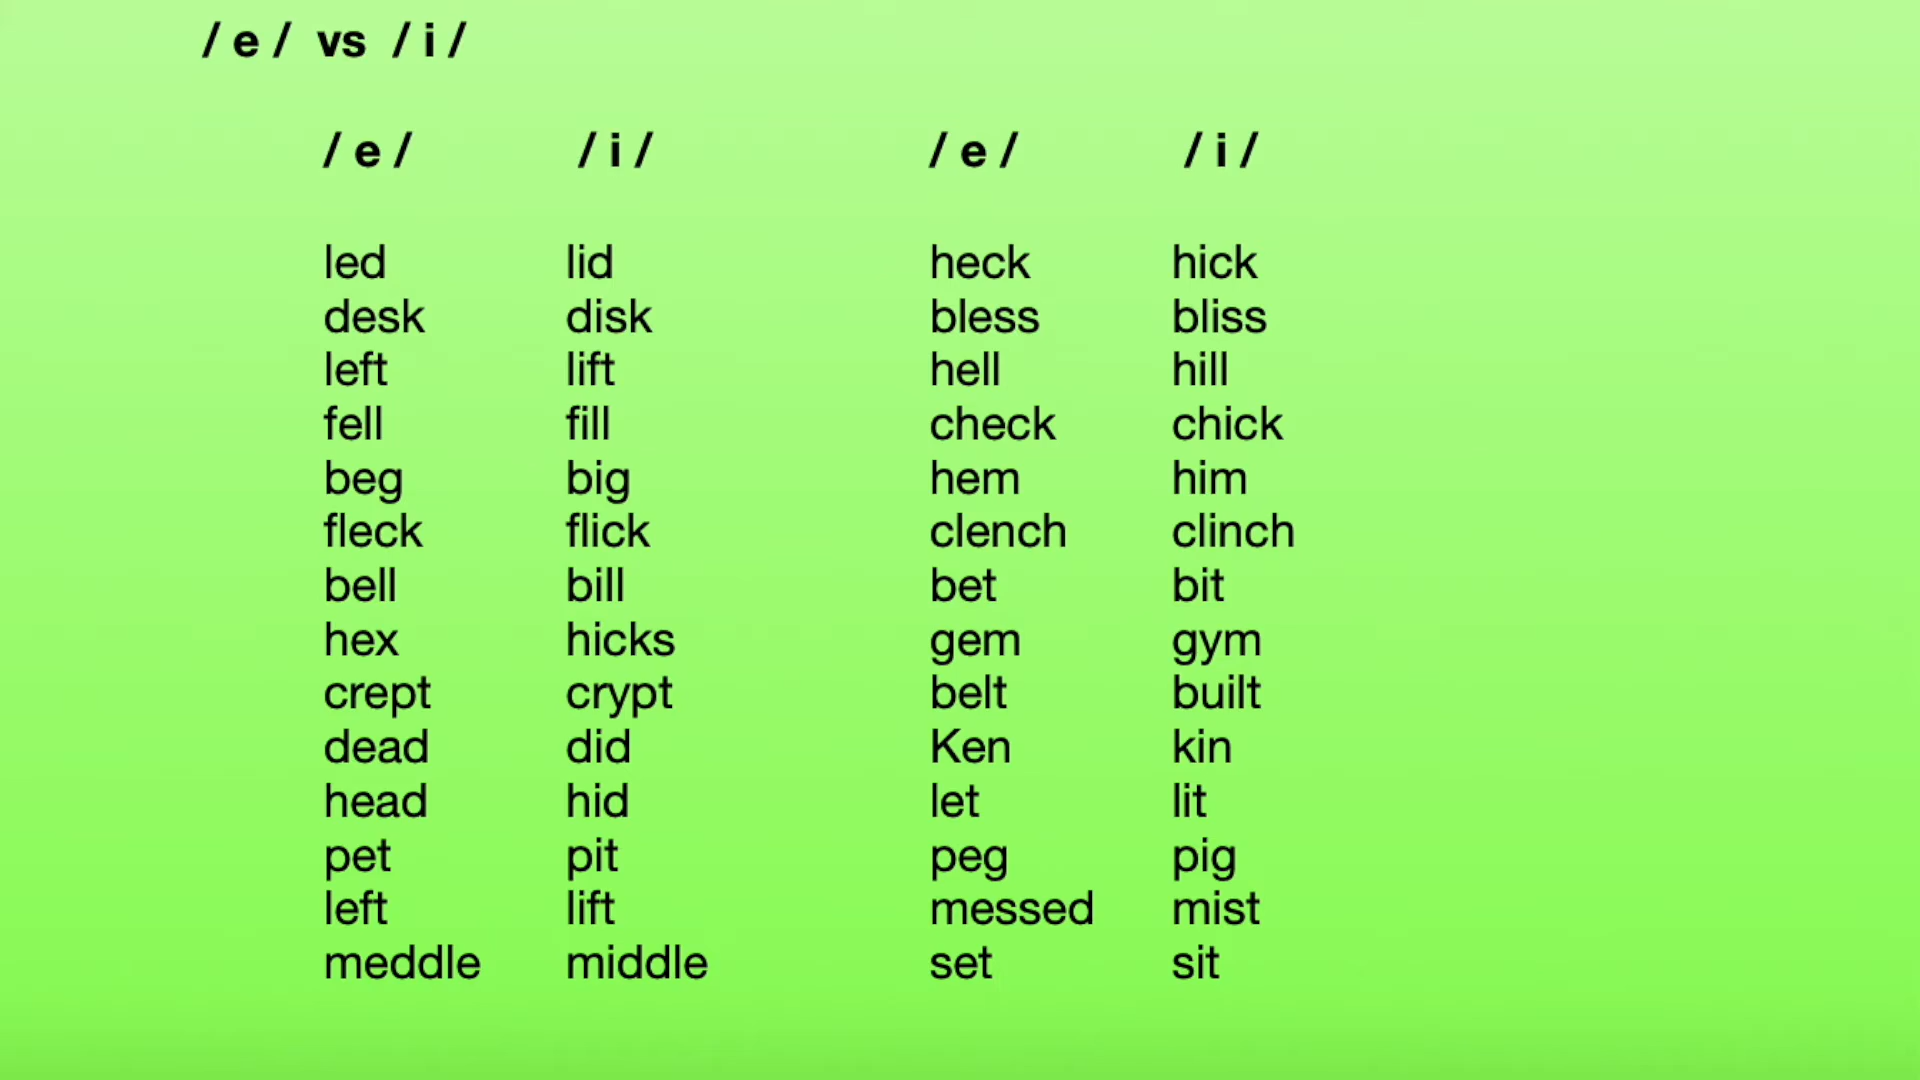 / e / vs / i /
/ e / / i / / e / / i /
led lid heck hick
desk disk bless bliss
left lift hell hill
fell fill check chick
beg big hem him
fleck flick clench clinch
bell bill bet bit
hex hicks gem gym
crept crypt belt built
dead did Ken kin
head hid let lit
pet pit peg pig
left lift messed mist
meddle middle set sit